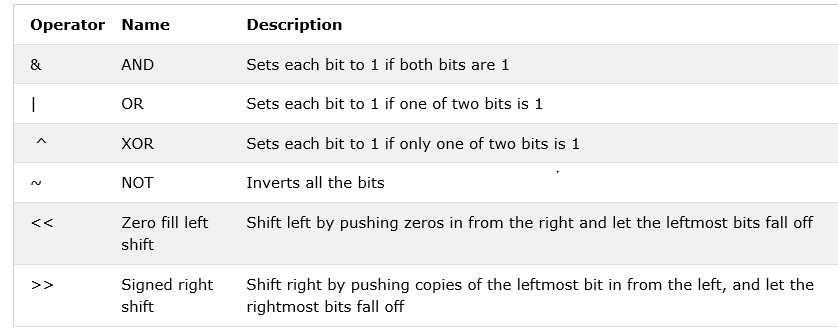 Operator Name Description
& AND Sets each bit to 1 if both bits are 1
| OR Sets each bit to 1 if one of two bits is 1
^ XOR Sets each bit to 1 if only one of two bits is 1
~ NOT Inverts all the bits
<< Zero fill left Shift left by pushing zeros in from the right and let the leftmost bits fall off
shift
>> Signed right Shift right by pushing copies of the leftmost bit in from the left, and let the
shift rightmost bits fall off